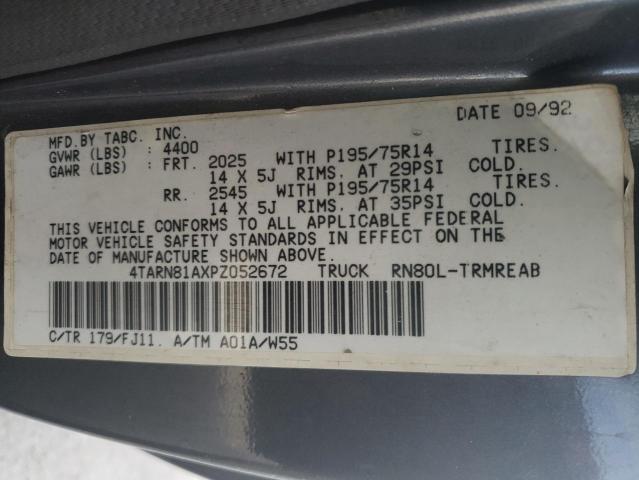 DATE 09/92
MFD.BY TABC. INC.
GVWR (LBS) : 4400
GAWR (LBS) : FRT. 2025 WITH P195/75R14 TIRES.
14 X 5J RIMS. AT 29PSI COLD.
RR. 2545 WITH P195/75R14 TIRES.
14 X 5J RIMS. AT 35PSI COLD.
THIS VEHICLE CONFORMS TO ALL APPLICABLE FEDERAL
MOTOR VEHICLE SAFETY STANDARDS IN EFFECT ON THE
DATE OF MANUFACTURE SHOWN ABOVE.
4TARN81AXPZ052672 TRUCK RN80L-TRMREAB
C/TR 179/FJ11. A/TM A01A/W55